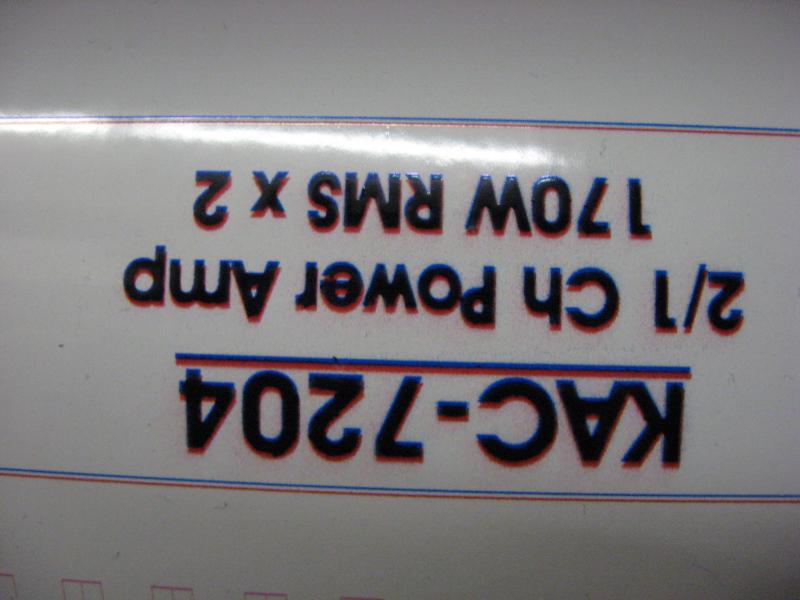 KAC-7204
2/1 Ch Power Amp
170W RMS x 2